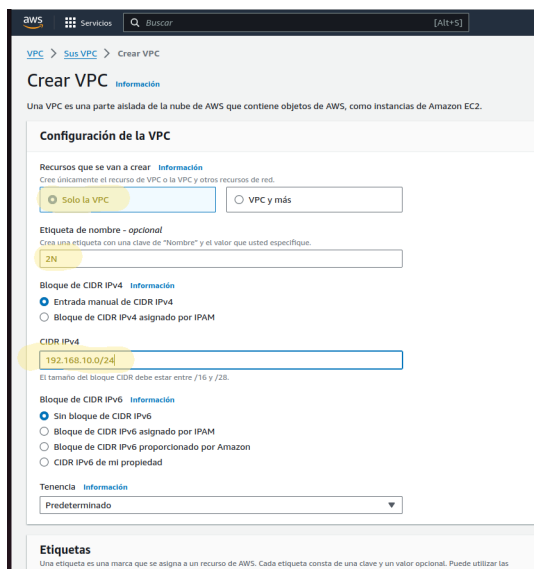 aws Servicios Buscar [Alt+S]
VPC > Sus VPC > Crear VPC
Crear VPC Información
Una VPC es una parte aislada de la nube de AWS que contiene objetos de AWS, como instancias de Amazon EC2.
Configuración de la VPC
Recursos que se van a crear Información
Cree únicamente el recurso de VPC o la VPC y otros recursos de red.
Solo la VPC VPC y más
Etiqueta de nombre - opcional
Crea una etiqueta con una clave de "Nombre" y el valor que usted especifique.
2N
Bloque de CIDR IPv4 Información
Entrada manual de CIDR IPv4
Bloque de CIDR IPv4 asignado por IPAM
CIDR IPv4
192.168.10.0/24
El tamaño del bloque CIDR debe estar entre /16 y /28.
Bloque de CIDR IPv6 Información
Sin bloque de CIDR IPv6
Bloque de CIDR IPv6 asignado por IPAM
Bloque de CIDR IPv6 proporcionado por Amazon
CIDR IPv6 de mi propiedad
Tenencia Información
Predeterminado
Etiquetas
Una etiqueta es una marca que se asigna a un recurso de AWS. Cada etiqueta consta de una clave y un valor opcional. Puede utilizar las